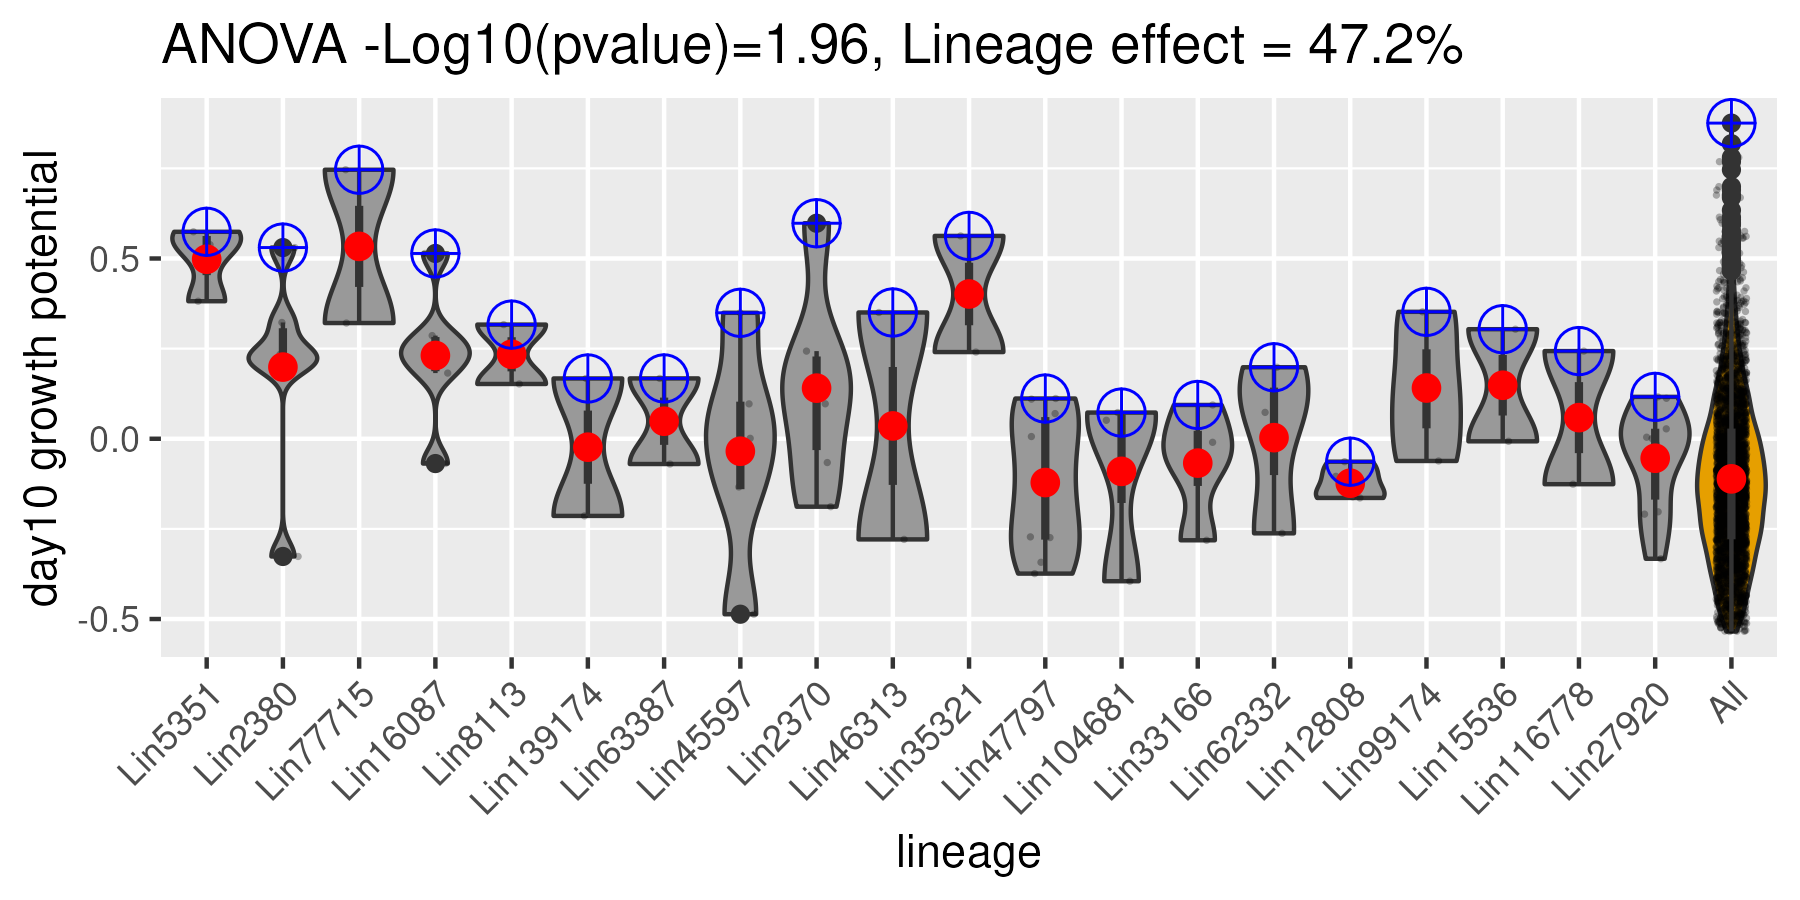 ANOVA -Log10(pvalue)=1.96, Lineage effect = 47.2%
day10 growth potential
0.5
0.0
-0.5
Lin5351
Lin2380
Lin77715
Lin16087
Lin8113
Lin139174
Lin63387
Lin45597
Lin2370
Lin46313
Lin35321
Lin47797
Lin104681
Lin33166
Lin62332
Lin12808
Lin99174
Lin15536
Lin116778
Lin27920
All
lineage